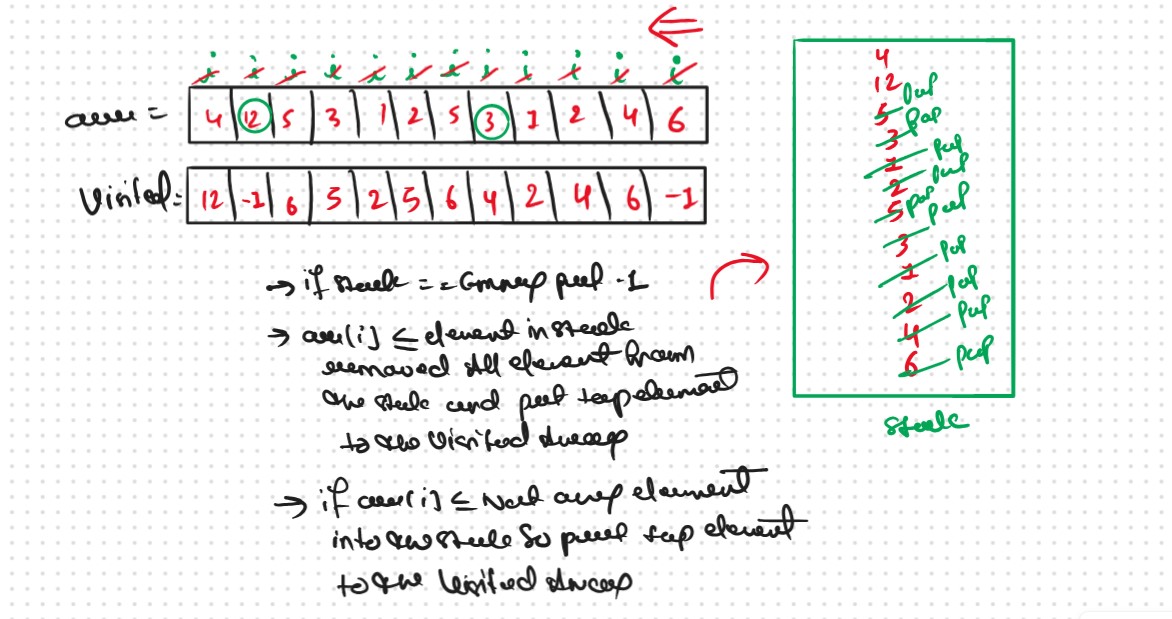 i i i i i i i i i i i i
arr = 4 12 5 3 1 2 5 3 1 2 4 6
Visited = 12 -1 6 5 2 5 6 4 2 4 6 -1
→ if stack == Empty put -1
→ arr[i] ≤ element in stack
removed All element from
the stack and put top element
to the Visited Array
→ if arr[i] ≤ Not any element
into the stack So put top element
to the Visited Array
4
12
5 Pop
3 Pop
1 Pop
2 Pop
5 Pop Pop
3
1 Pop
2 Pop
4 Pop
6 Pop
stack